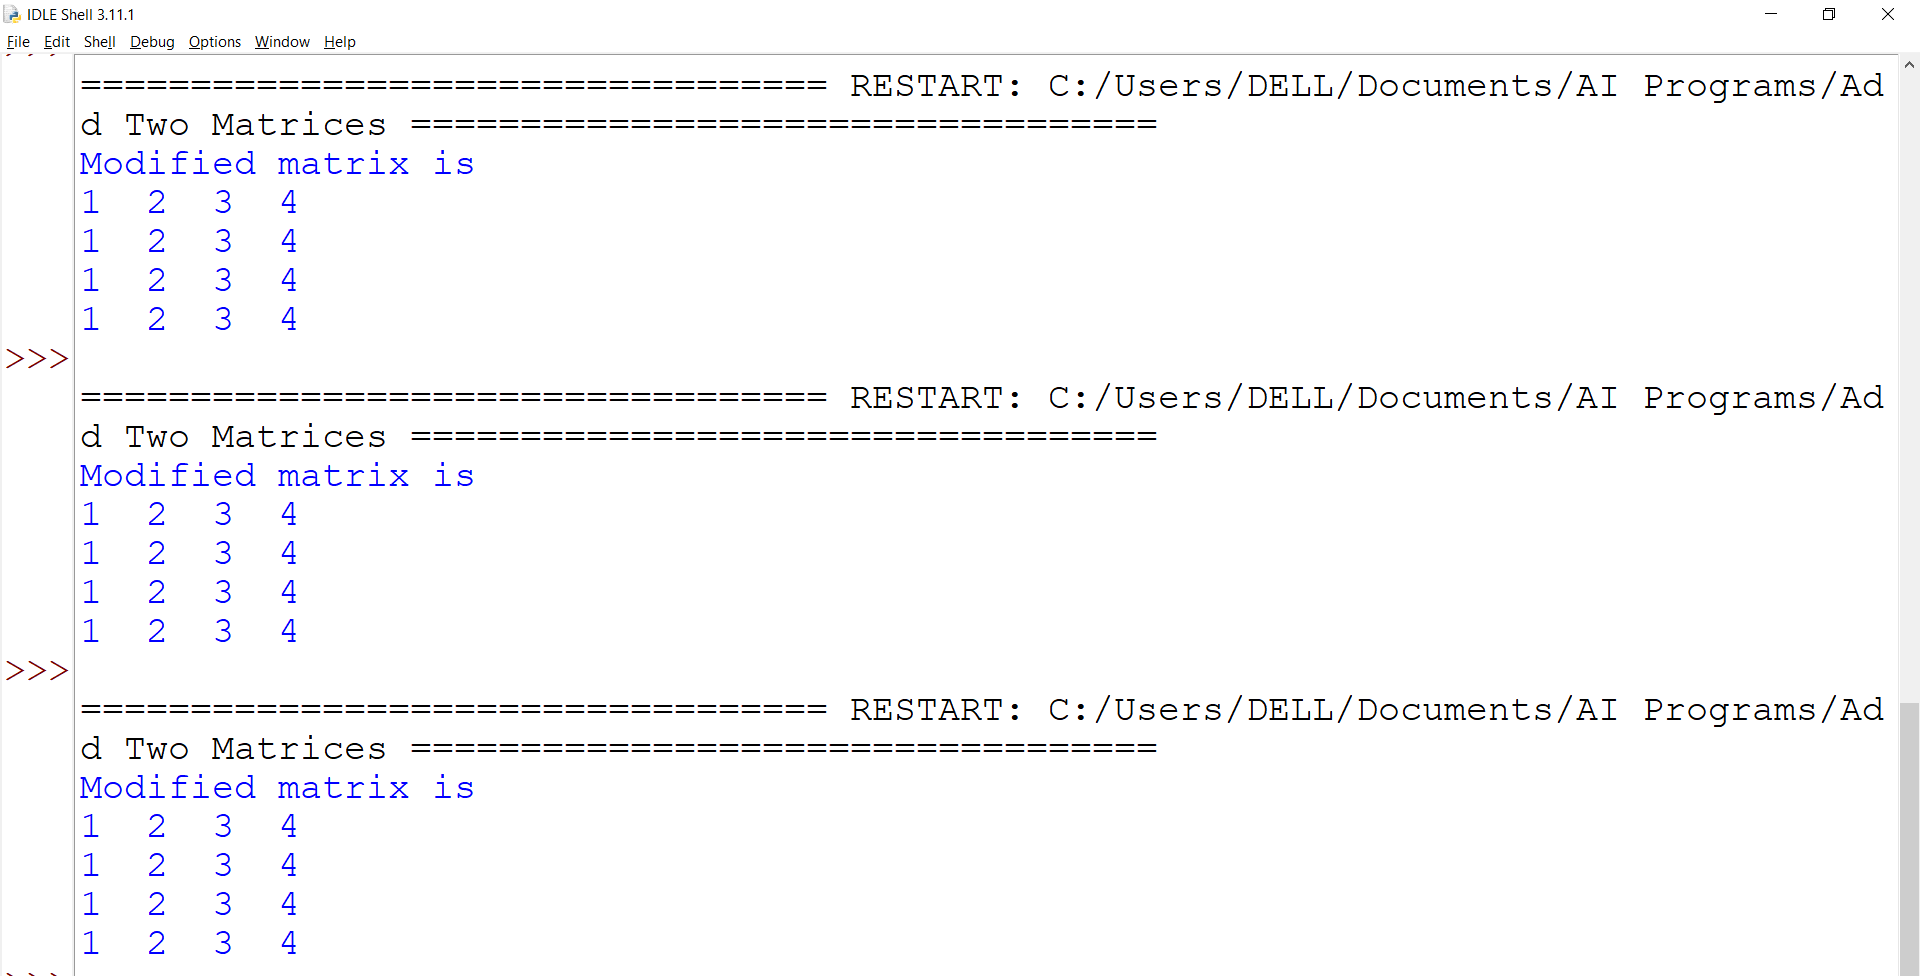 IDLE Shell 3.11.1
File Edit Shell Debug Options Window Help
================================== RESTART: C:/Users/DELL/Documents/AI Programs/Ad
d Two Matrices ==================================
Modified matrix is
1  2  3  4
1  2  3  4
1  2  3  4
1  2  3  4
>>>
================================== RESTART: C:/Users/DELL/Documents/AI Programs/Ad
d Two Matrices ==================================
Modified matrix is
1  2  3  4
1  2  3  4
1  2  3  4
1  2  3  4
>>>
================================== RESTART: C:/Users/DELL/Documents/AI Programs/Ad
d Two Matrices ==================================
Modified matrix is
1  2  3  4
1  2  3  4
1  2  3  4
1  2  3  4